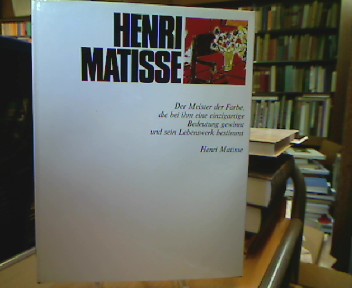 HENRI
MATISSE
Der Meister der Farbe,
die bei ihm eine einzigartige
Bedeutung gewinnt
und sein Lebenswerk bestimmt
Henri Matisse